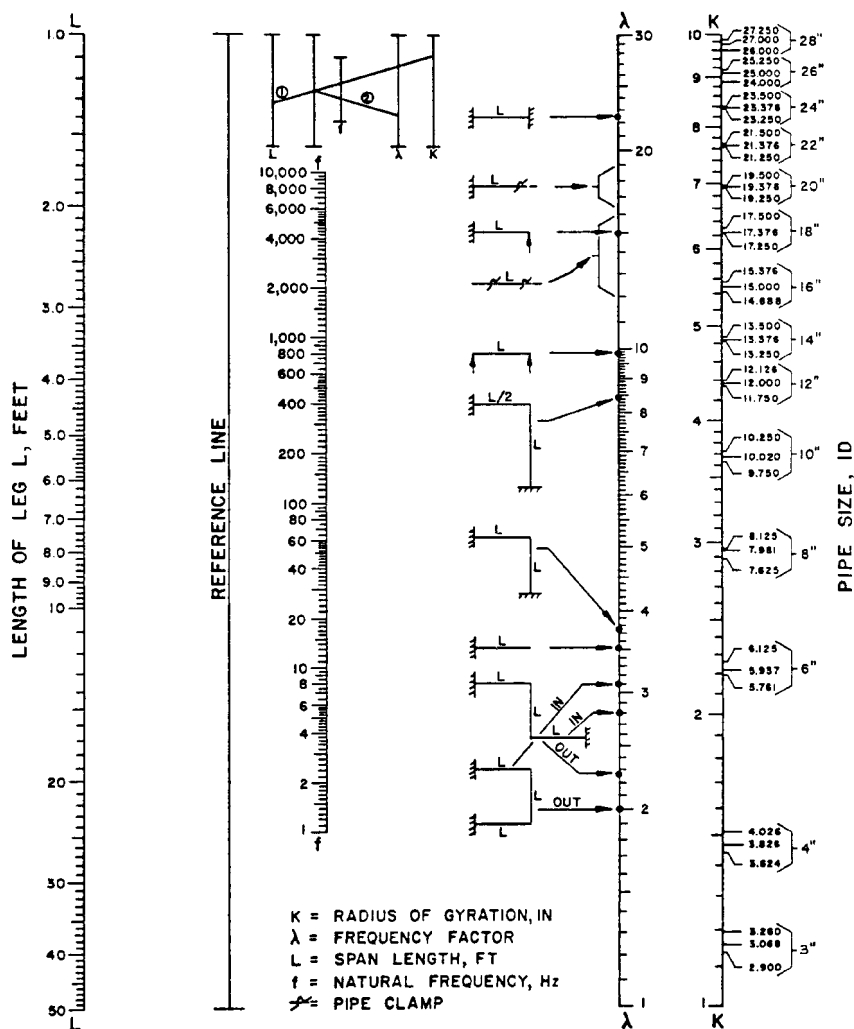 L
1.0
2.0
3.0
4.0
5.0
6.0
7.0
8.0
9.0
10
20
30
40
50
L
LENGTH OF LEG L, FEET
REFERENCE LINE
①
②
L
f
λ
K
f
10,000
8,000
6,000
4,000
2,000
1,000
800
600
400
200
100
80
60
40
20
10
8
6
4
2
1
f
L
L
L
L
L
L/2
L
L
L
L
L
L
L
IN
IN
OUT
L
L
L
OUT
λ
30
20
10
9
8
7
6
5
4
3
2
1
λ
K
10
9
8
7
6
5
4
3
2
1
K
27.250
27.000
26.000
28"
25.250
25.000
24.000
26"
23.500
23.376
23.250
24"
21.500
21.376
21.250
22"
19.500
19.376
19.250
20"
17.500
17.376
17.250
18"
15.376
15.000
14.688
16"
13.500
13.376
13.250
14"
12.126
12.000
11.750
12"
10.250
10.020
9.750
10"
8.125
7.981
7.625
8"
6.125
5.937
5.761
6"
4.026
3.826
3.624
4"
3.260
3.068
2.900
3"
PIPE SIZE, ID
K = RADIUS OF GYRATION, IN
λ = FREQUENCY FACTOR
L = SPAN LENGTH, FT
f = NATURAL FREQUENCY, Hz
= PIPE CLAMP